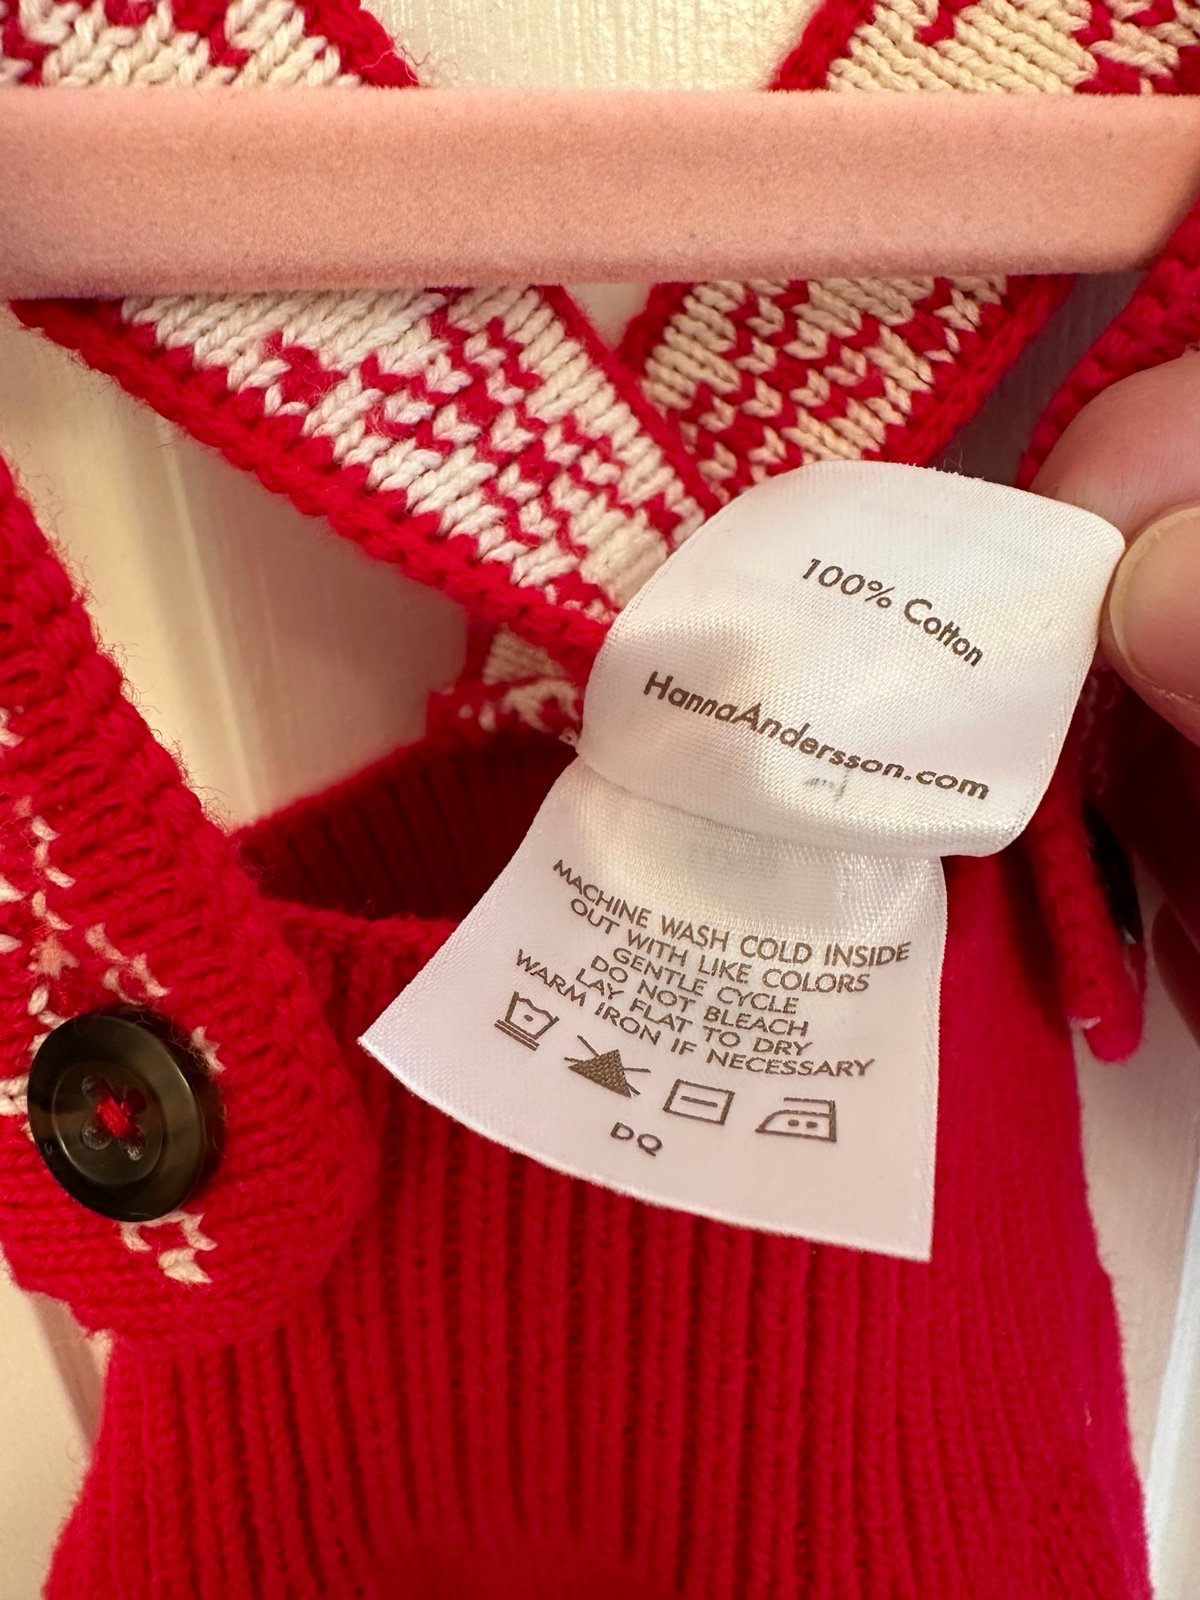 100% Cotton
HannaAndersson.com
MACHINE WASH COLD INSIDE
OUT WITH LIKE COLORS
GENTLE CYCLE
DO NOT BLEACH
LAY FLAT TO DRY
WARM IRON IF NECESSARY
DQ